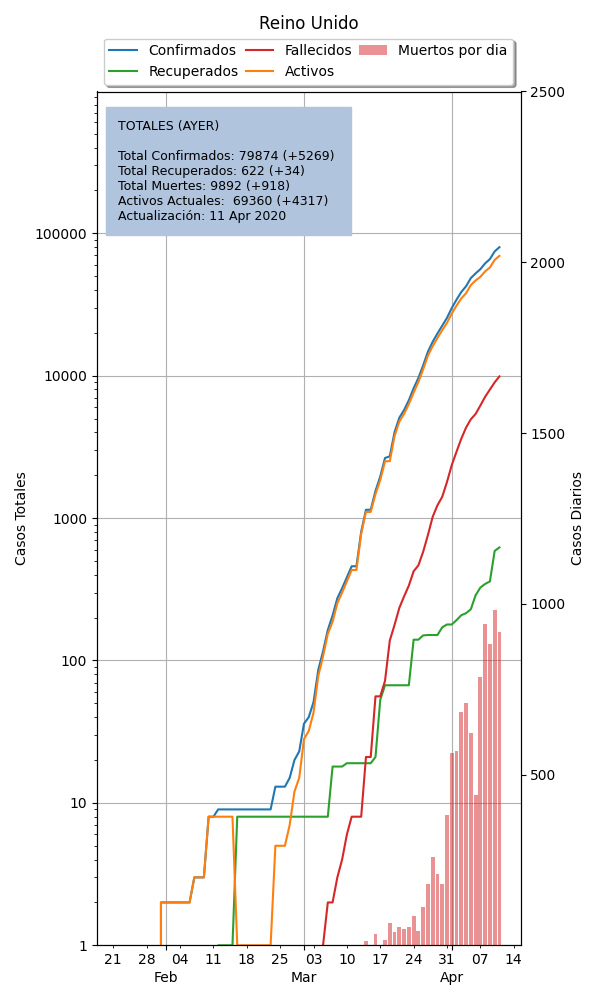 Reino Unido
Confirmados
Fallecidos
Muertos por dia
Recuperados
Activos
TOTALES (AYER)
Total Confirmados: 79874 (+5269)
Total Recuperados: 622 (+34)
Total Muertes: 9892 (+918)
Activos Actuales:  69360 (+4317)
Actualización: 11 Apr 2020
Casos Totales
100000
10000
1000
100
10
1
2500
2000
1500
1000
500
Casos Diarios
21 28 04 11 18 25 03 10 17 24 31 07 14
Feb Mar Apr